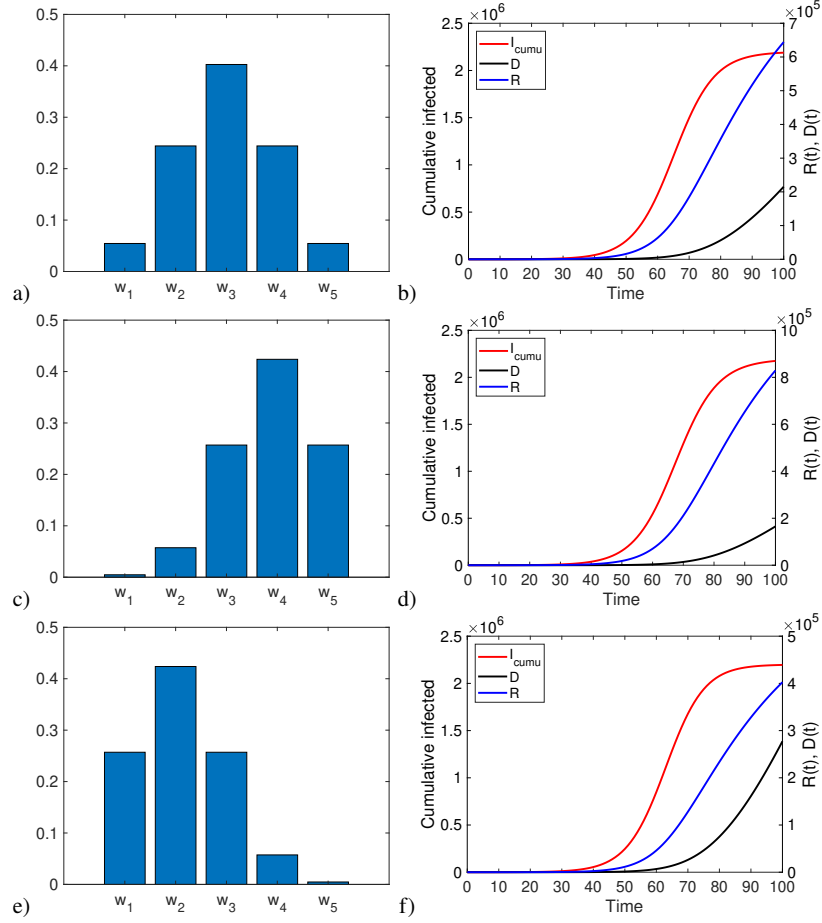 0.5
0.4
0.3
0.2
0.1
0
w1 w2 w3 w4 w5
a)
×10^6
2.5
2
1.5
1
0.5
0
Cumulative infected
I_cumu
D
R
×10^5
7
6
5
4
3
2
1
0
R(t), D(t)
0 10 20 30 40 50 60 70 80 90 100
Time
b)
0.5
0.4
0.3
0.2
0.1
0
w1 w2 w3 w4 w5
c)
×10^6
2.5
2
1.5
1
0.5
0
Cumulative infected
I_cumu
D
R
×10^5
10
8
6
4
2
0
R(t), D(t)
0 10 20 30 40 50 60 70 80 90 100
Time
d)
0.5
0.4
0.3
0.2
0.1
0
w1 w2 w3 w4 w5
e)
×10^6
2.5
2
1.5
1
0.5
0
Cumulative infected
I_cumu
D
R
×10^5
5
4
3
2
1
0
R(t), D(t)
0 10 20 30 40 50 60 70 80 90 100
Time
f)